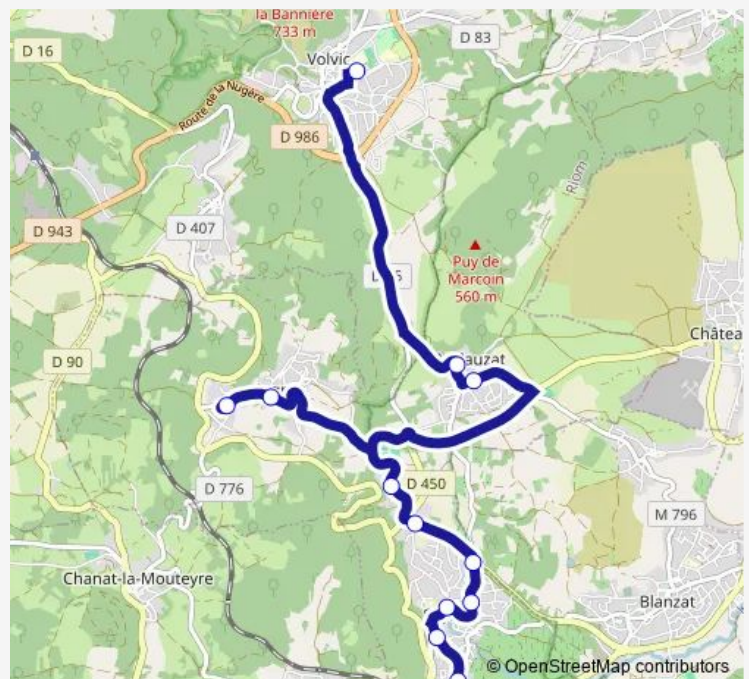 la Bannière
733 m
D 16
D 83
Volvic
Route de la Nugère
D 986
Riom
D 943
D 407
Puy de
Marcoin
560 m
Châtea
auzat
D 90
D 450
D 776
M 796
Chanat-la-Mouteyre
Blanzat
© OpenStreetMap contributors